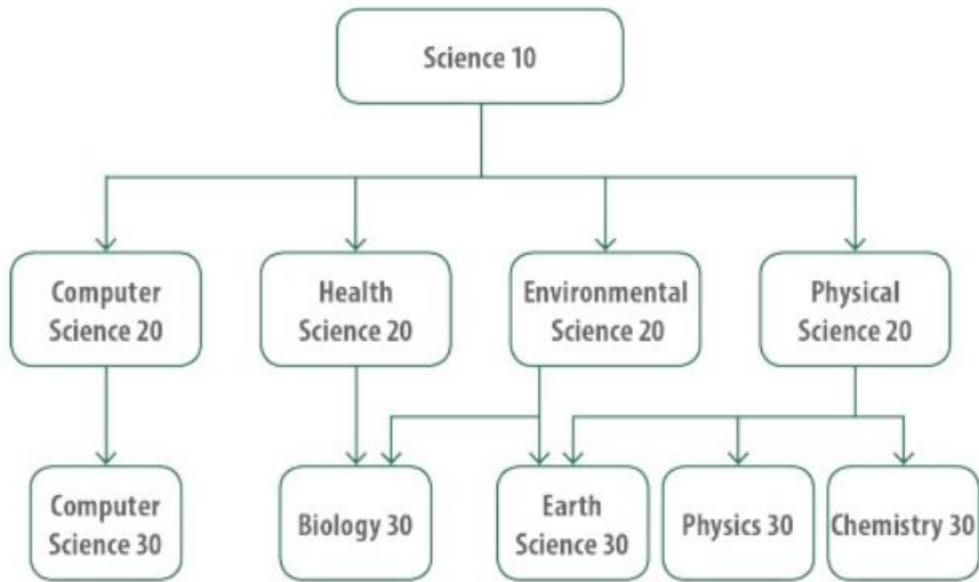 Science 10
Computer
Science 20
Health
Science 20
Environmental
Science 20
Physical
Science 20
Computer
Science 30
Biology 30
Earth
Science 30
Physics 30
Chemistry 30